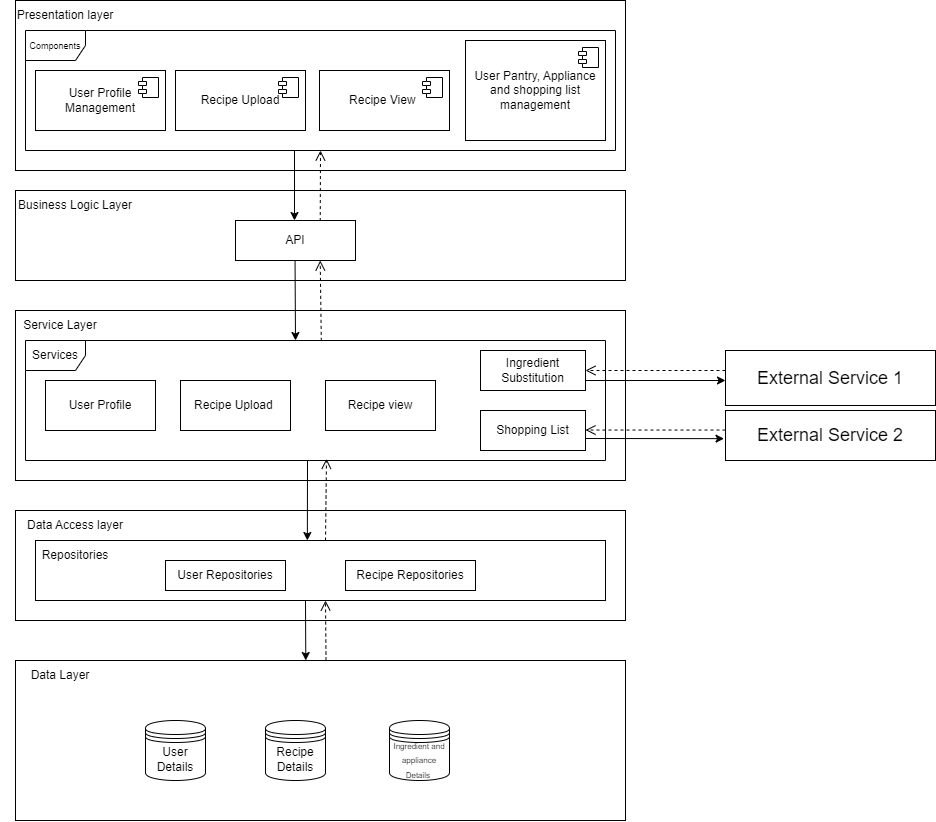 Presentation layer
Components
User Profile
Management
Recipe Upload
Recipe View
User Pantry, Appliance
and shopping list
management
Business Logic Layer
API
Service Layer
Services
User Profile
Recipe Upload
Recipe view
Ingredient
Substitution
Shopping List
External Service 1
External Service 2
Data Access layer
Repositories
User Repositories
Recipe Repositories
Data Layer
User
Details
Recipe
Details
Ingredient and
appliance
Details